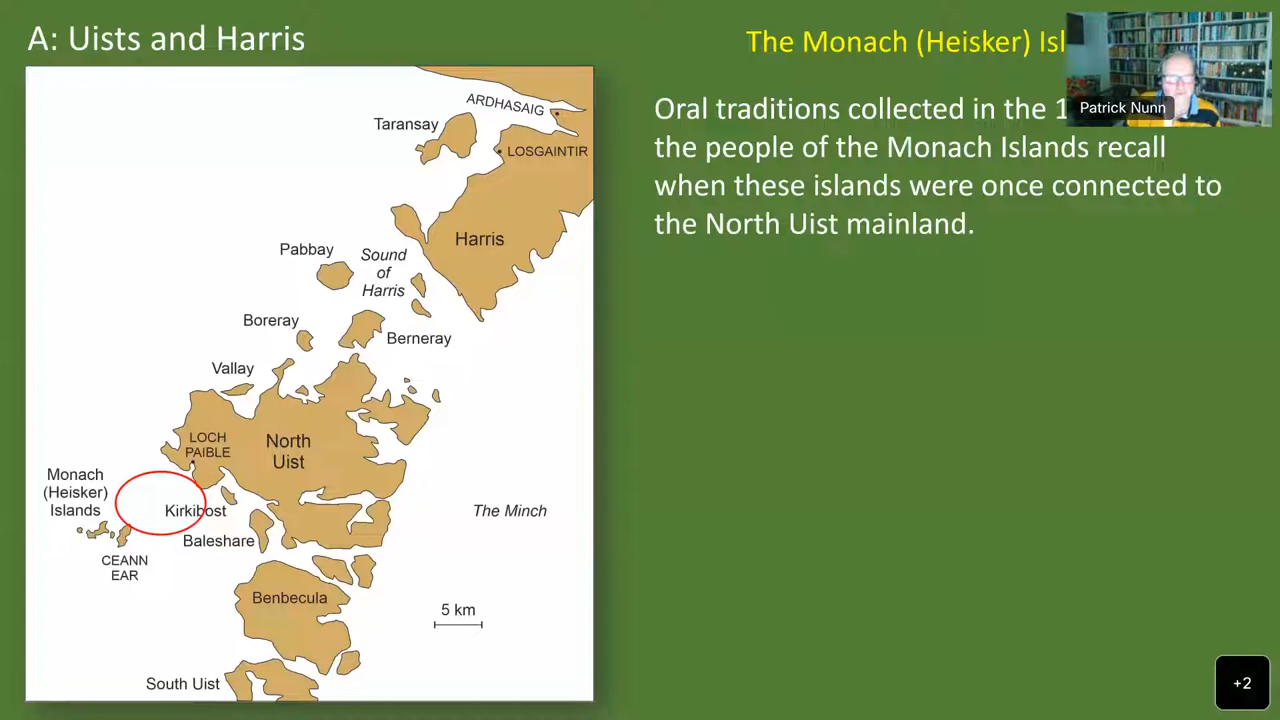 A: Uists and Harris
The Monach (Heisker)
Patrick Nunn
Oral traditions collected in the
the people of the Monach Islands recall
when these islands were once connected to
the North Uist mainland.
ARDHASAIG
Taransay
LOSGAINTIR
Harris
Pabbay
Sound
of
Harris
Boreray
Berneray
Vallay
LOCH
PAIBLE
North
Uist
Monach
(Heisker)
Islands
Kirkibost
The Minch
Baleshare
CEANN
EAR
Benbecula
5 km
South Uist
+2